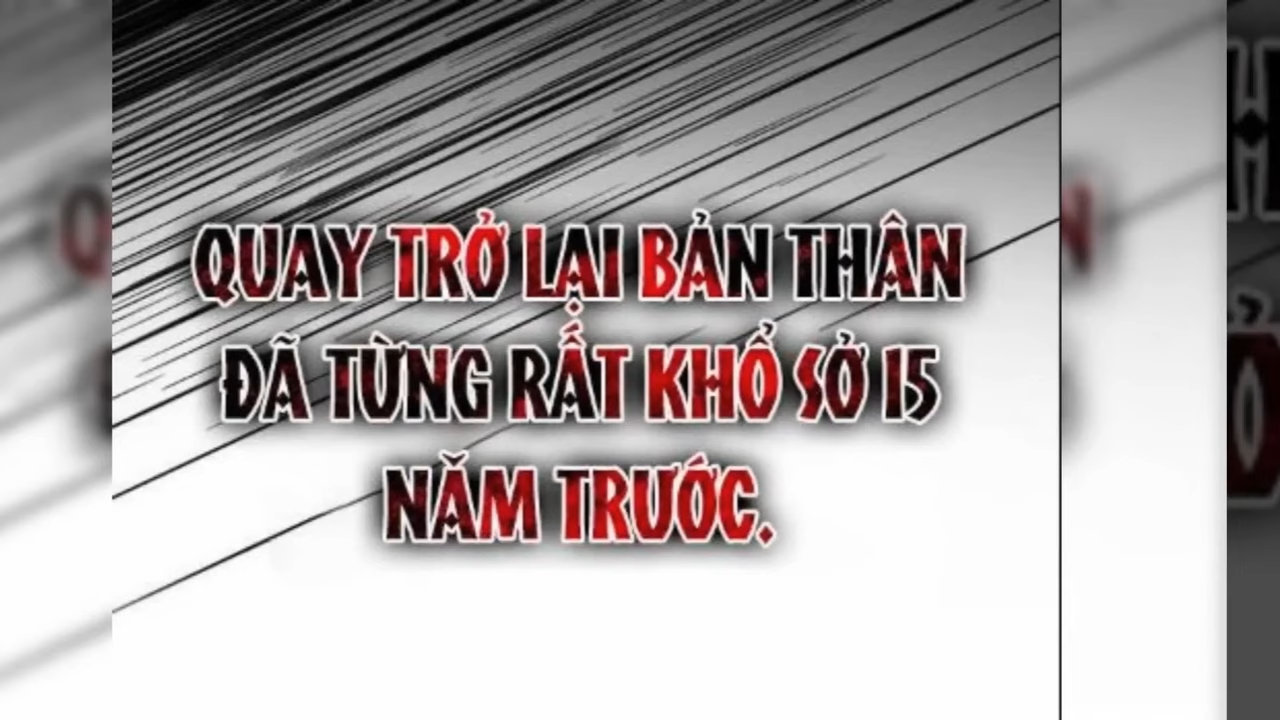 QUAY TRỞ LẠI BẢN THÂN
ĐÃ TỪNG RẤT KHỔ SỞ 15
NĂM TRƯỚC.